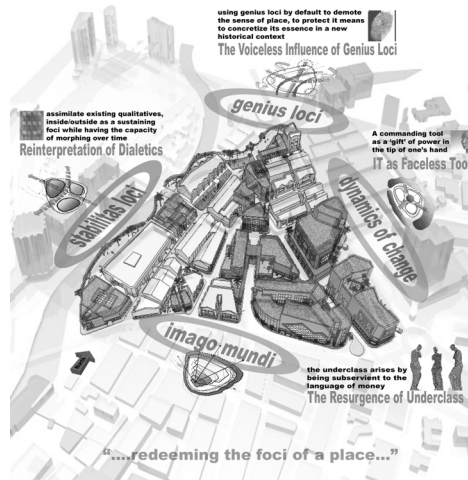 using genius loci by default to demote
the sense of place, to protect it means
to concretize its essence in a new
historical context
The Voiceless Influence of Genius Loci
genius loci
assimilate existing qualitatives,
inside/outside as a sustaining
foci while having the capacity
of morphing over time
Reinterpretation of Dialetics
A commanding tool
as a 'gift' of power in
the tip of one's hand
IT as Faceless Too
stabilitas loci
dynamics of change
imago mundi
the underclass arises by
being subservient to the
language of money
The Resurgence of Underclass
"....redeeming the foci of a place..."